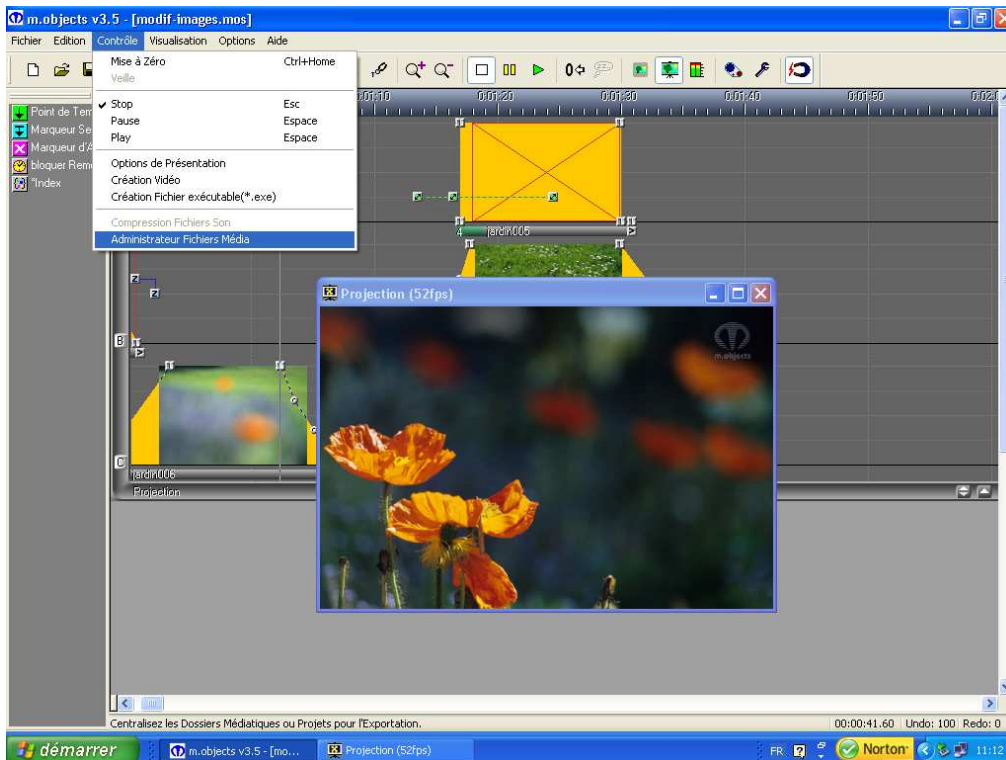 m.objects v3.5 - [modif-images.mos]
Fichier Edition Contrôle Visualisation Options Aide
Mise à Zéro Ctrl+Home
Veille
Stop Esc
Pause Espace
Play Espace
Options de Présentation
Création Vidéo
Création Fichier exécutable(*.exe)
Compression Fichiers Son
Administrateur Fichiers Média
0:01:10 0:01:20 0:01:30 0:01:40 0:01:50 0:02:
Point de Ter
Marqueur Se
Marqueur d'A
bloquer Rem
*Index
4 jardin005
Z
Z
Projection (52fps)
m.objects
B
C
jardin006
Projection
Centralisez les Dossiers Médiatiques ou Projets pour l'Exportation. 00:00:41.60 Undo: 100 Redo: 0
démarrer m.objects v3.5 - [mo... Projection (52fps) FR Norton 11:12